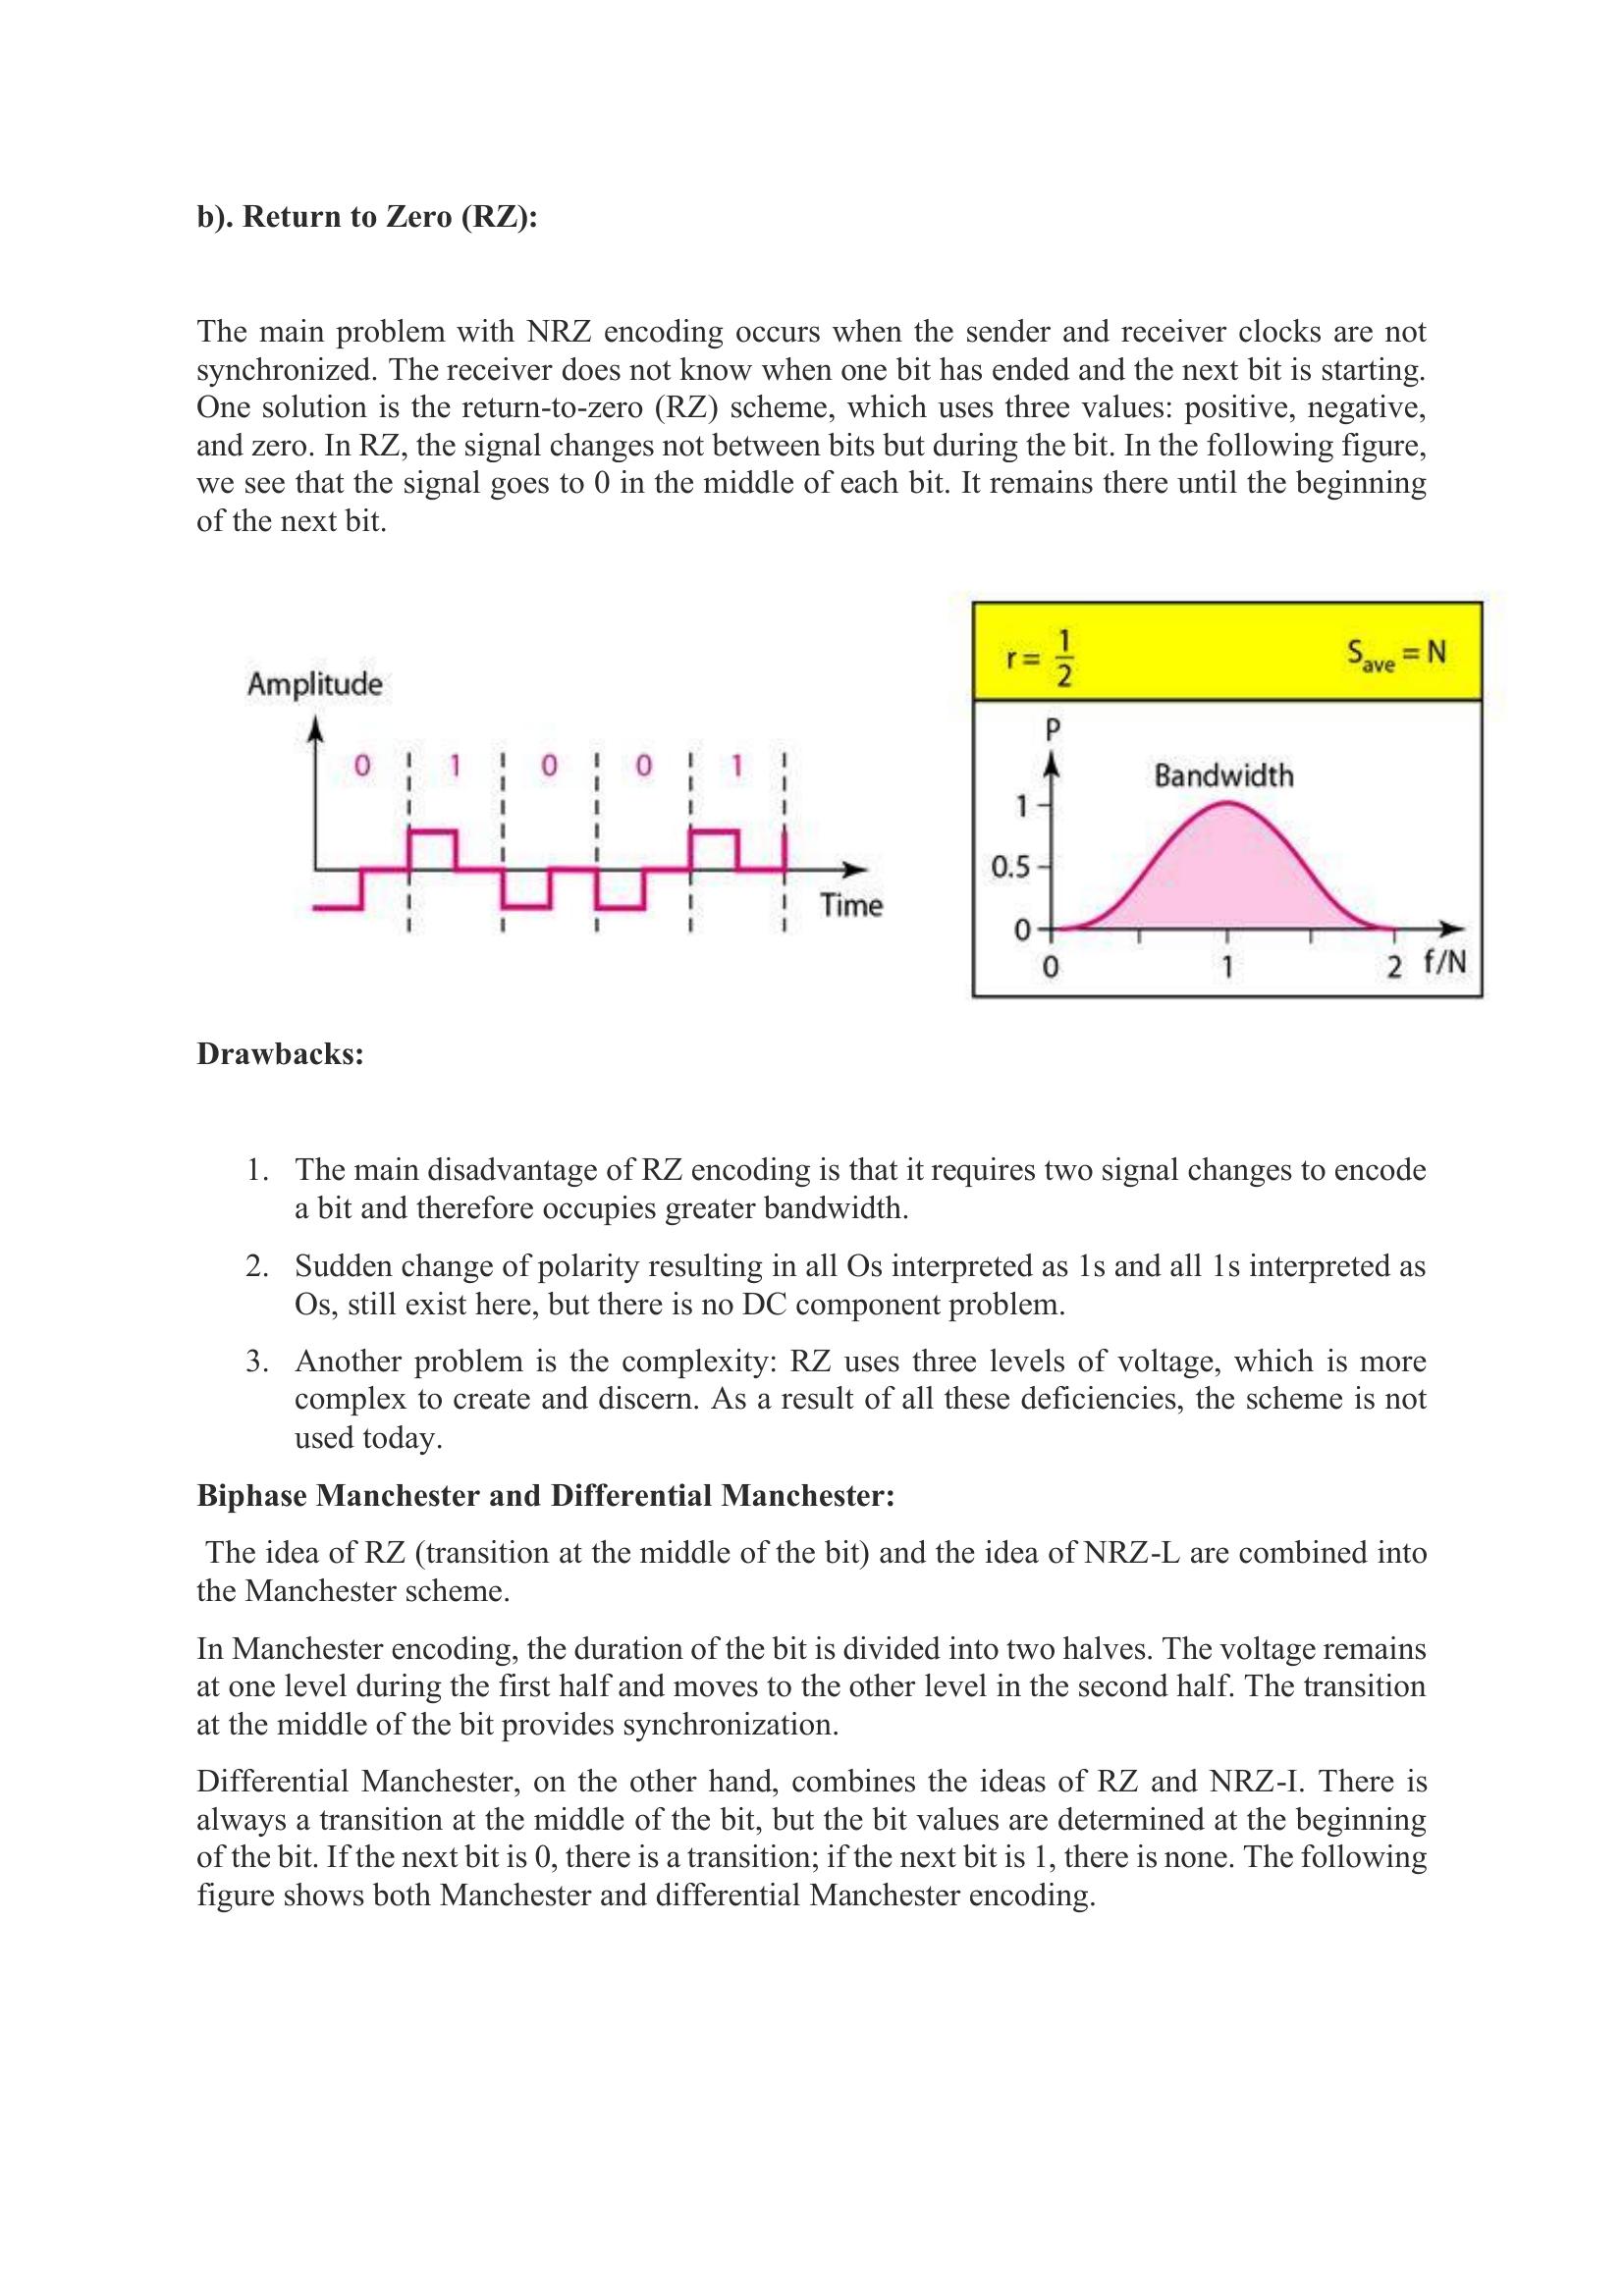 b). Return to Zero (RZ):
The main problem with NRZ encoding occurs when the sender and receiver clocks are not
synchronized. The receiver does not know when one bit has ended and the next bit is starting.
One solution is the return-to-zero (RZ) scheme, which uses three values: positive, negative,
and zero. In RZ, the signal changes not between bits but during the bit. In the following figure,
we see that the signal goes to 0 in the middle of each bit. It remains there until the beginning
of the next bit.
Amplitude
0 1 0 0 1
Time
r = 1/2 Save = N
P
Bandwidth
1
0.5
0
0 1 2 f/N
Drawbacks:
1. The main disadvantage of RZ encoding is that it requires two signal changes to encode
a bit and therefore occupies greater bandwidth.
2. Sudden change of polarity resulting in all Os interpreted as 1s and all 1s interpreted as
Os, still exist here, but there is no DC component problem.
3. Another problem is the complexity: RZ uses three levels of voltage, which is more
complex to create and discern. As a result of all these deficiencies, the scheme is not
used today.
Biphase Manchester and Differential Manchester:
The idea of RZ (transition at the middle of the bit) and the idea of NRZ-L are combined into
the Manchester scheme.
In Manchester encoding, the duration of the bit is divided into two halves. The voltage remains
at one level during the first half and moves to the other level in the second half. The transition
at the middle of the bit provides synchronization.
Differential Manchester, on the other hand, combines the ideas of RZ and NRZ-I. There is
always a transition at the middle of the bit, but the bit values are determined at the beginning
of the bit. If the next bit is 0, there is a transition; if the next bit is 1, there is none. The following
figure shows both Manchester and differential Manchester encoding.